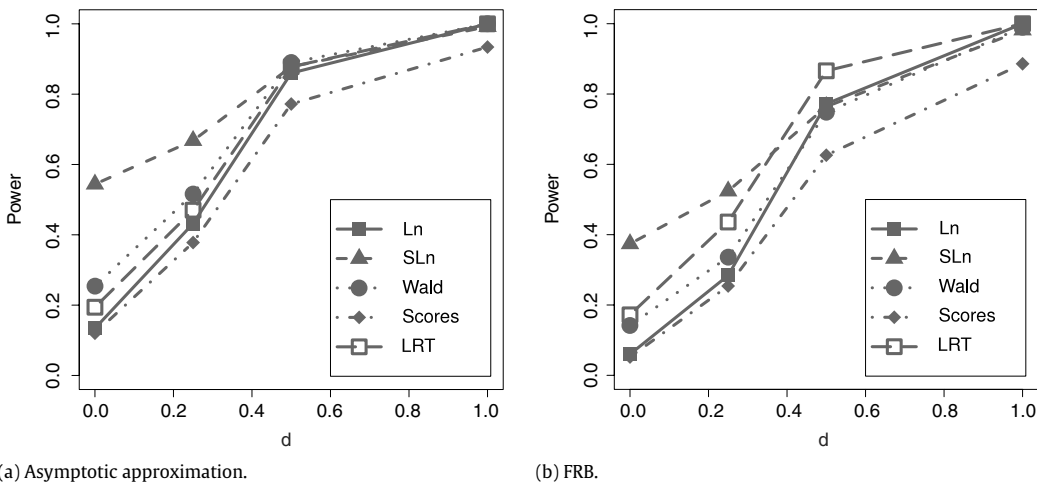 1.0
0.8
0.6
0.4
0.2
0.0
Power
0.0 0.2 0.4 0.6 0.8 1.0
d
Ln
SLn
Wald
Scores
LRT
(a) Asymptotic approximation.
1.0
0.8
0.6
0.4
0.2
0.0
Power
0.0 0.2 0.4 0.6 0.8 1.0
d
Ln
SLn
Wald
Scores
LRT
(b) FRB.